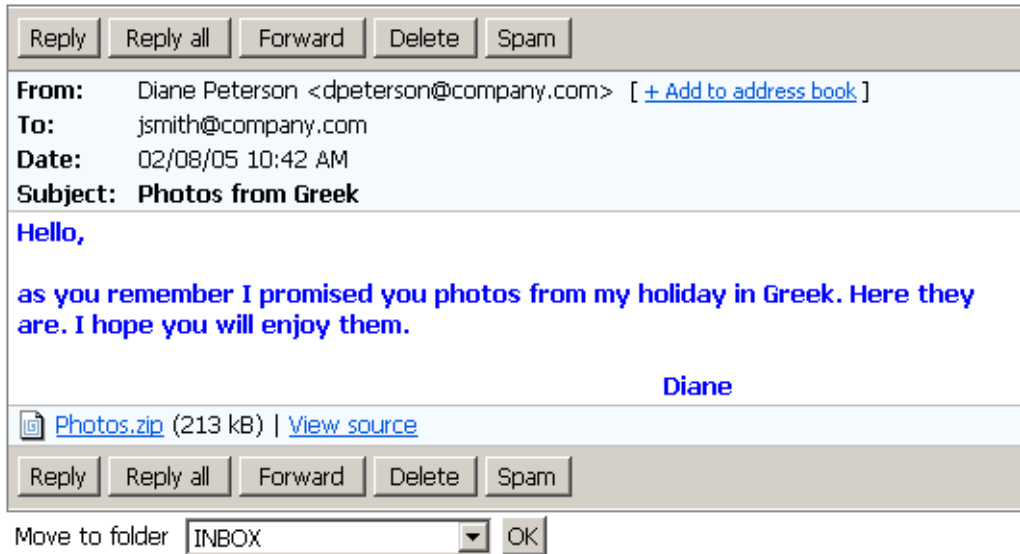 Reply Reply all Forward Delete Spam
From: Diane Peterson <dpeterson@company.com> [ + Add to address book ]
To: jsmith@company.com
Date: 02/08/05 10:42 AM
Subject: Photos from Greek
Hello,
as you remember I promised you photos from my holiday in Greek. Here they
are. I hope you will enjoy them.
Diane
Photos.zip (213 kB) | View source
Reply Reply all Forward Delete Spam
Move to folder INBOX OK